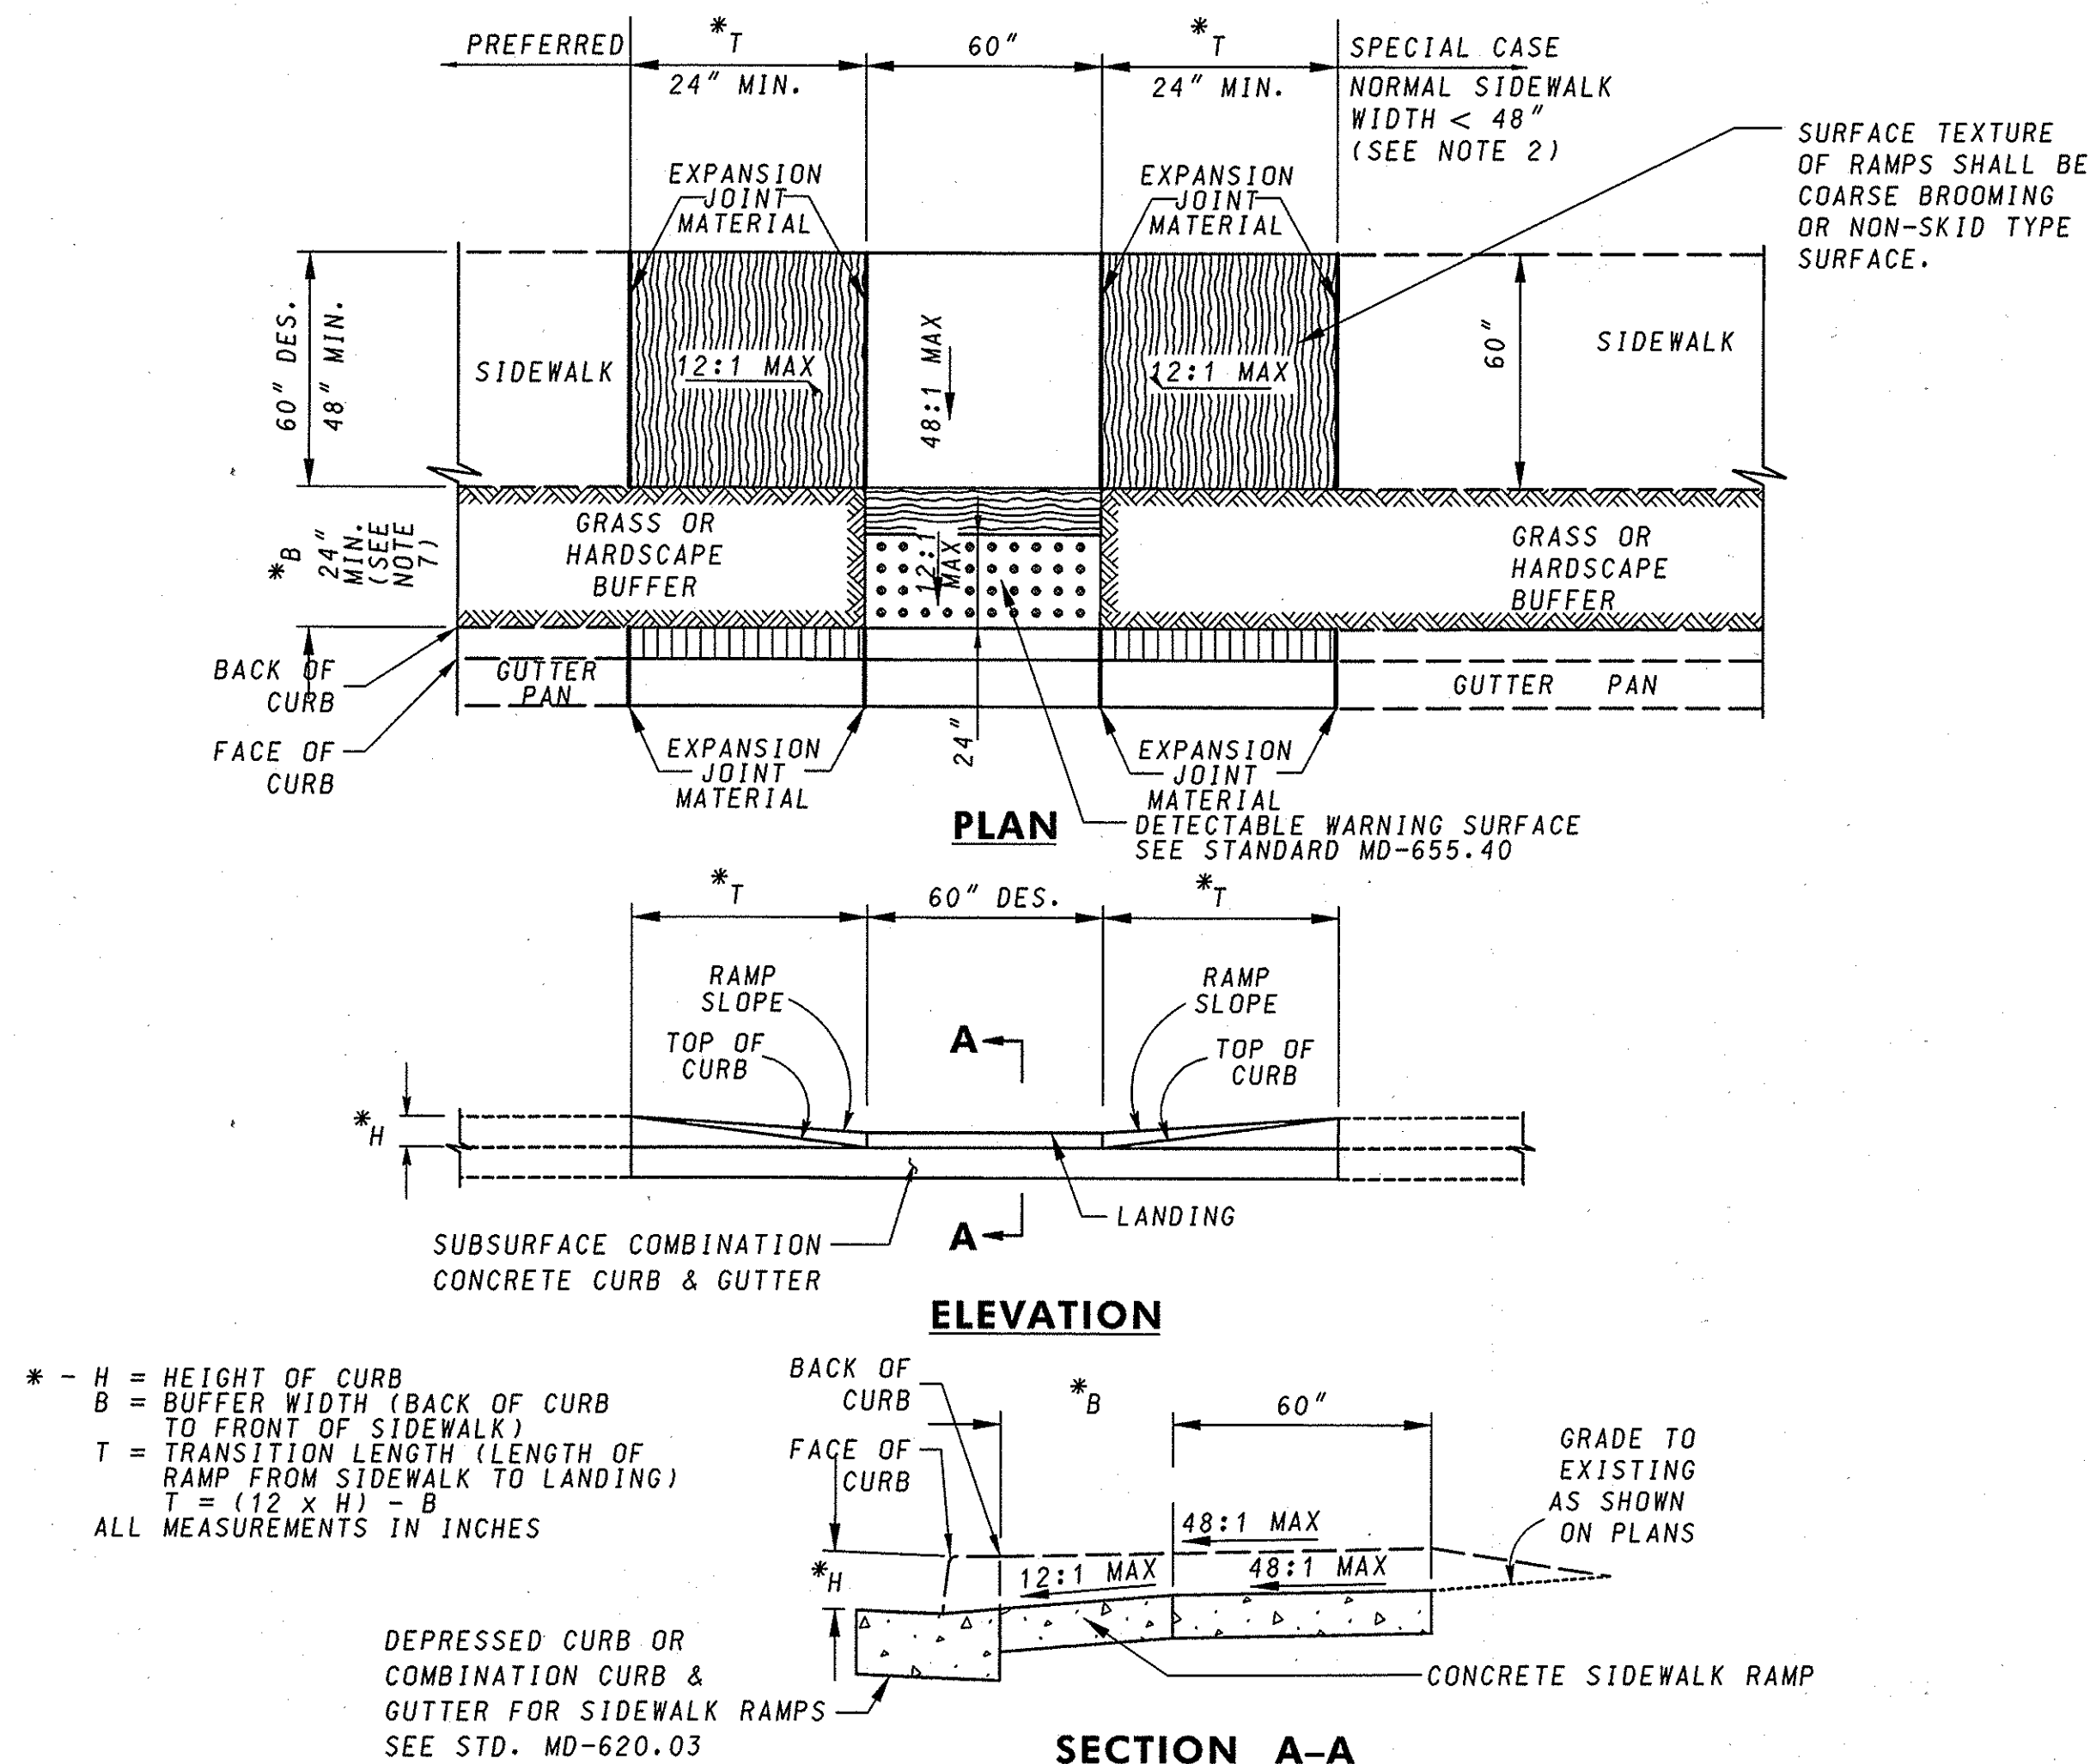 PREFERRED
*T
24" MIN.
60"
*T
24" MIN.
SPECIAL CASE
NORMAL SIDEWALK
WIDTH < 48"
(SEE NOTE 2)
SURFACE TEXTURE
OF RAMPS SHALL BE
COARSE BROOMING
OR NON-SKID TYPE
SURFACE.
EXPANSION
JOINT
MATERIAL
EXPANSION
JOINT
MATERIAL
60" DES.
48" MIN.
SIDEWALK
12:1 MAX
48:1 MAX
12:1 MAX
60"
SIDEWALK
*B
24"
MIN.
(SEE
NOTE
7)
GRASS OR
HARDSCAPE
BUFFER
12:1
MAX
GRASS OR
HARDSCAPE
BUFFER
BACK OF
CURB
GUTTER
PAN
GUTTER PAN
FACE OF
CURB
EXPANSION
JOINT
MATERIAL
24"
EXPANSION
JOINT
MATERIAL
PLAN
DETECTABLE WARNING SURFACE
SEE STANDARD MD-655.40
*T
60" DES.
*T
RAMP
SLOPE
TOP OF
CURB
A
RAMP
SLOPE
TOP OF
CURB
*H
LANDING
A
SUBSURFACE COMBINATION
CONCRETE CURB & GUTTER
ELEVATION
* - H = HEIGHT OF CURB
B = BUFFER WIDTH (BACK OF CURB
TO FRONT OF SIDEWALK)
T = TRANSITION LENGTH (LENGTH OF
RAMP FROM SIDEWALK TO LANDING)
T = (12 x H) - B
ALL MEASUREMENTS IN INCHES
BACK OF
CURB
*B
60"
FACE OF
CURB
GRADE TO
EXISTING
AS SHOWN
ON PLANS
48:1 MAX
*H
12:1 MAX
48:1 MAX
DEPRESSED CURB OR
COMBINATION CURB &
GUTTER FOR SIDEWALK RAMPS
SEE STD. MD-620.03
CONCRETE SIDEWALK RAMP
SECTION A-A